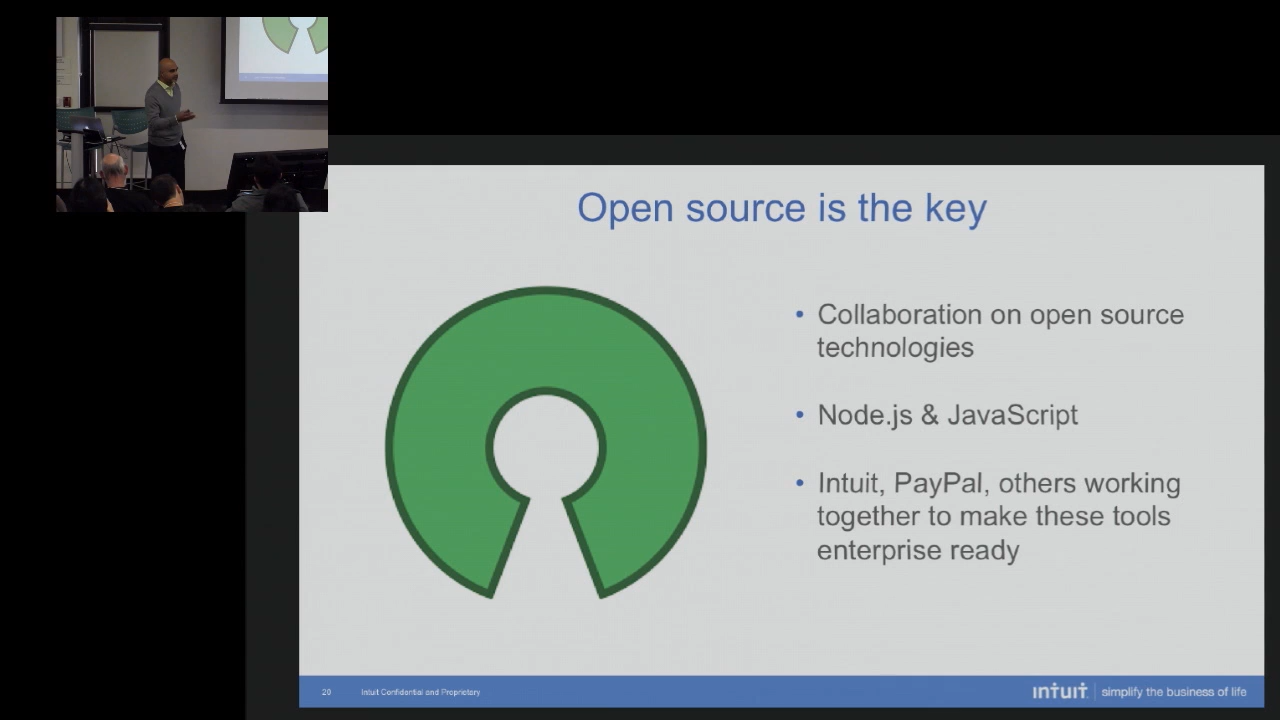 Open source is the key
• Collaboration on open source
technologies
• Node.js & JavaScript
• Intuit, PayPal, others working
together to make these tools
enterprise ready
20 Intuit Confidential and Proprietary
intuit simplify the business of life